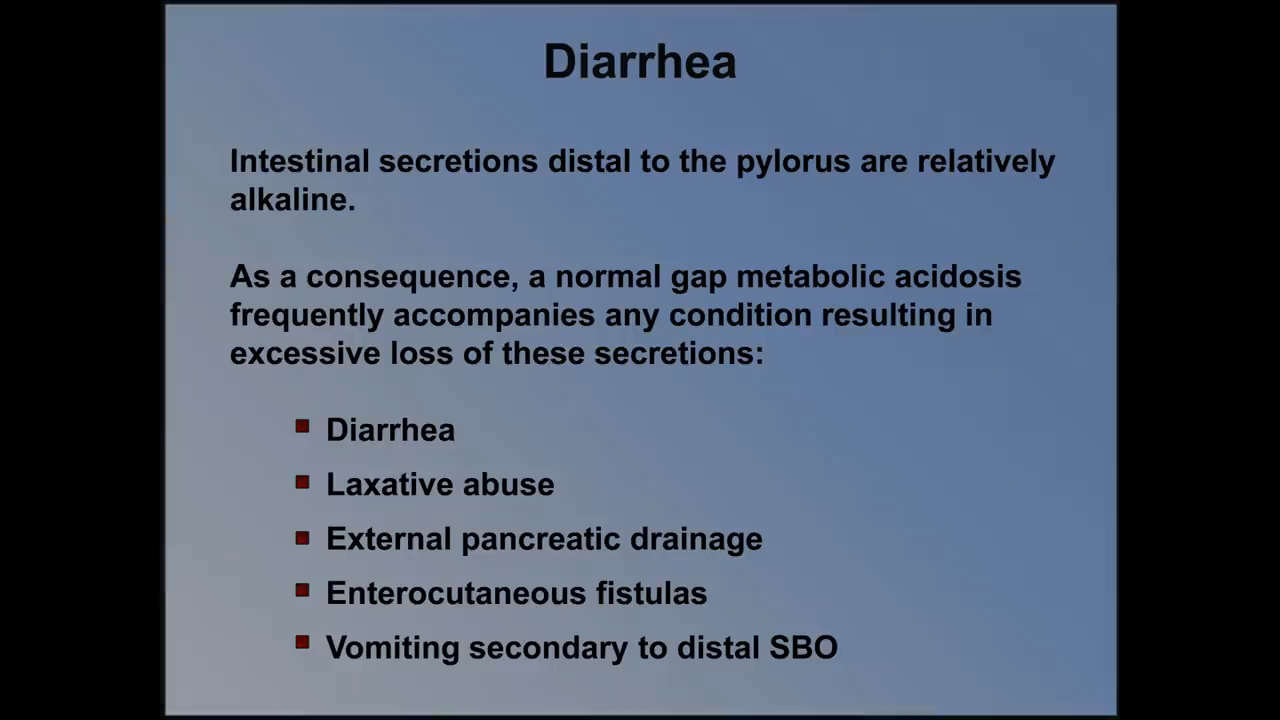 Diarrhea
Intestinal secretions distal to the pylorus are relatively
alkaline.
As a consequence, a normal gap metabolic acidosis
frequently accompanies any condition resulting in
excessive loss of these secretions:
Diarrhea
Laxative abuse
External pancreatic drainage
Enterocutaneous fistulas
Vomiting secondary to distal SBO